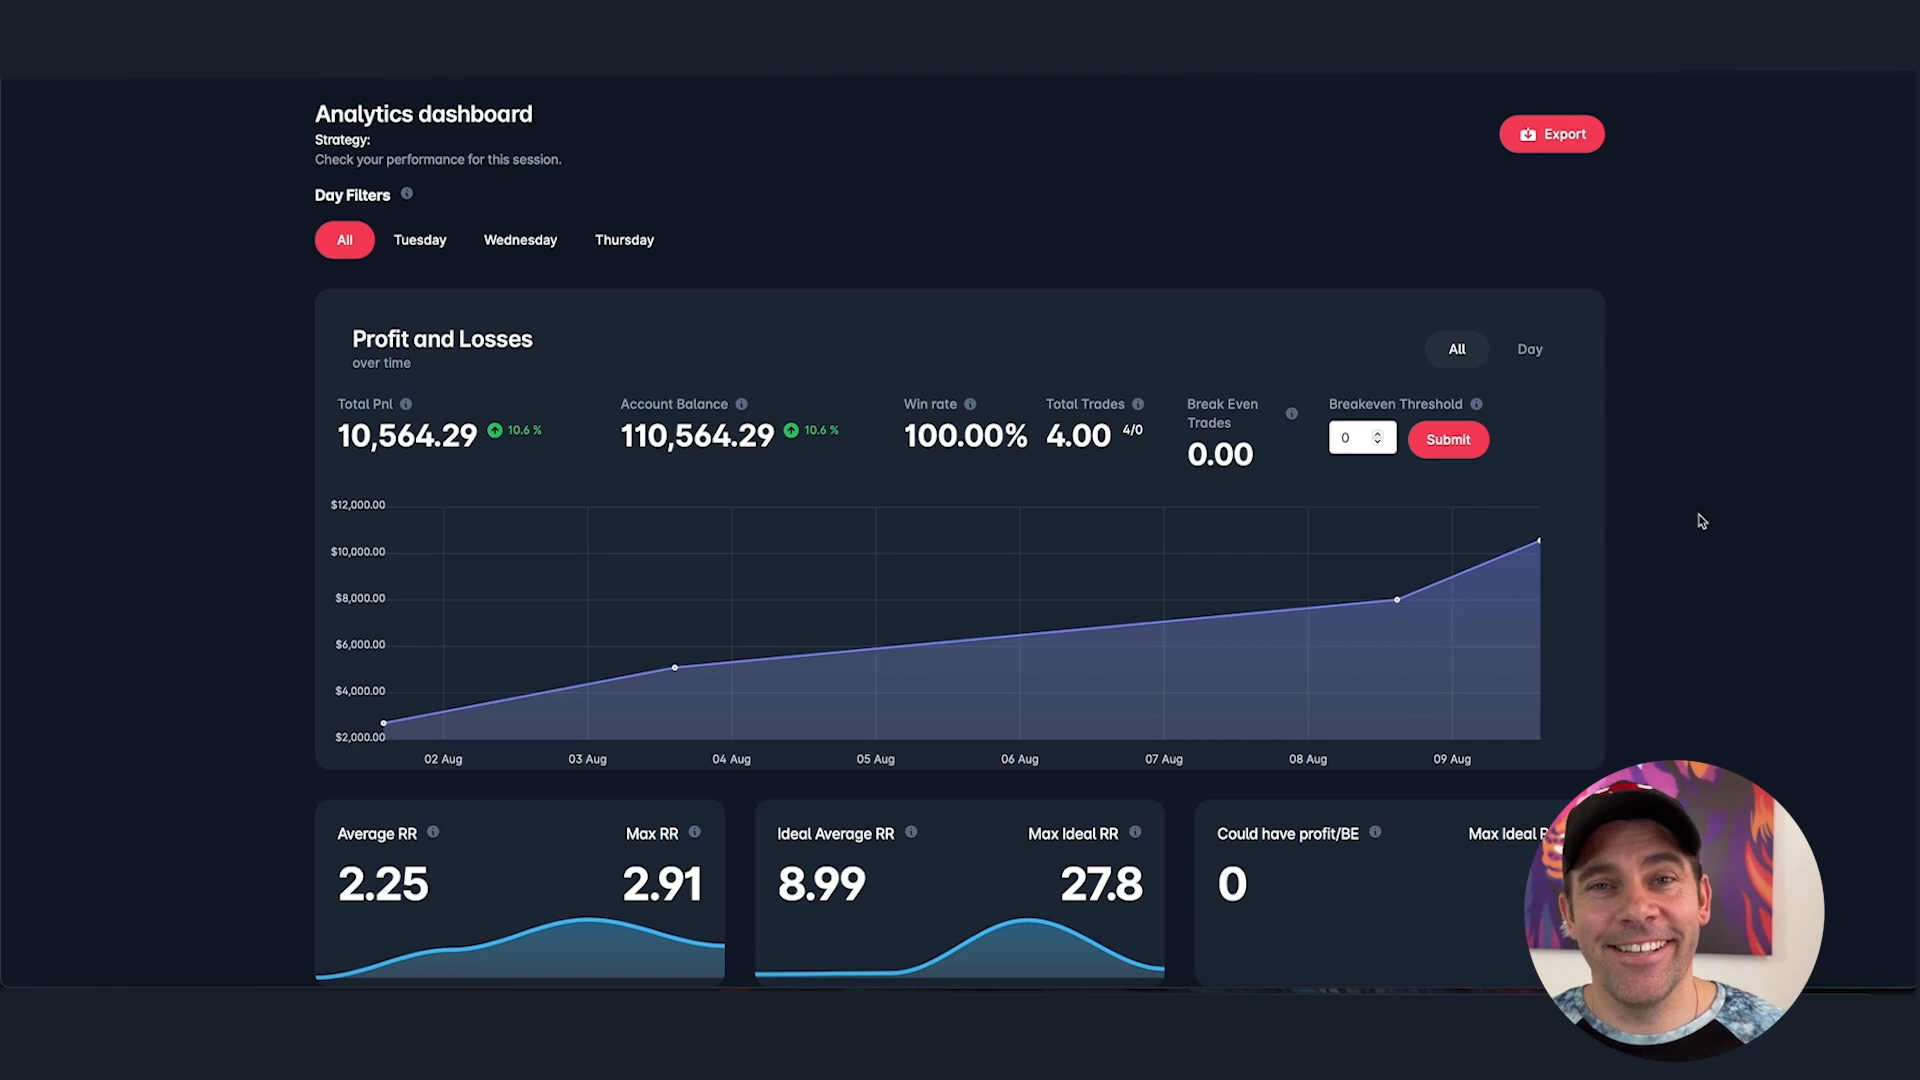 Analytics dashboard
Strategy:
Check your performance for this session.
Export
Day Filters
All Tuesday Wednesday Thursday
Profit and Losses
over time
All Day
Total Pnl
10,564.29 10.6 %
Account Balance
110,564.29 10.6 %
Win rate
100.00%
Total Trades
4.00 4/0
Break Even
Trades
0.00
Breakeven Threshold
0 Submit
$12,000.00
$10,000.00
$8,000.00
$6,000.00
$4,000.00
$2,000.00
02 Aug 03 Aug 04 Aug 05 Aug 06 Aug 07 Aug 08 Aug 09 Aug
Average RR Max RR
2.25 2.91
Ideal Average RR Max Ideal RR
8.99 27.8
Could have profit/BE Max Ideal
0